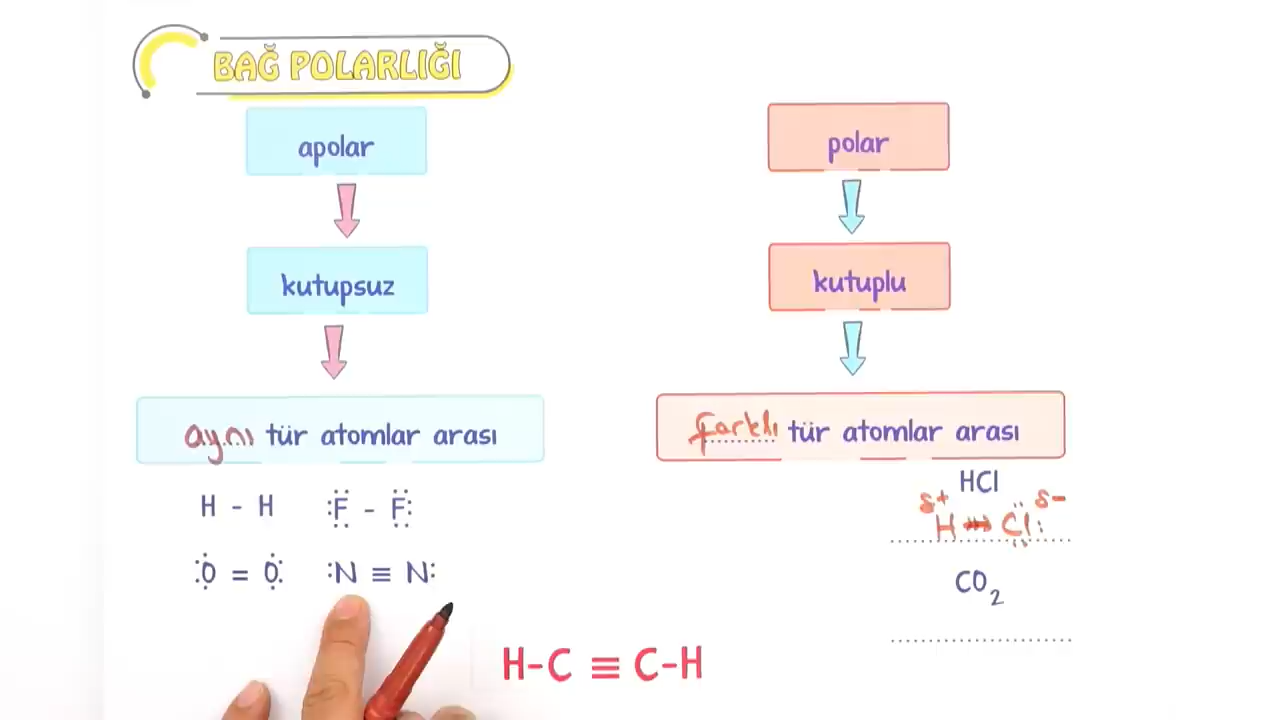 BAĞ POLARLIĞI
apolar
kutupsuz
aynı tür atomlar arası
H - H :F - F:
:O = O: :N ≡ N:
polar
kutuplu
farklı tür atomlar arası
HCl
δ+ H Cl: δ-
CO2
H-C ≡ C-H